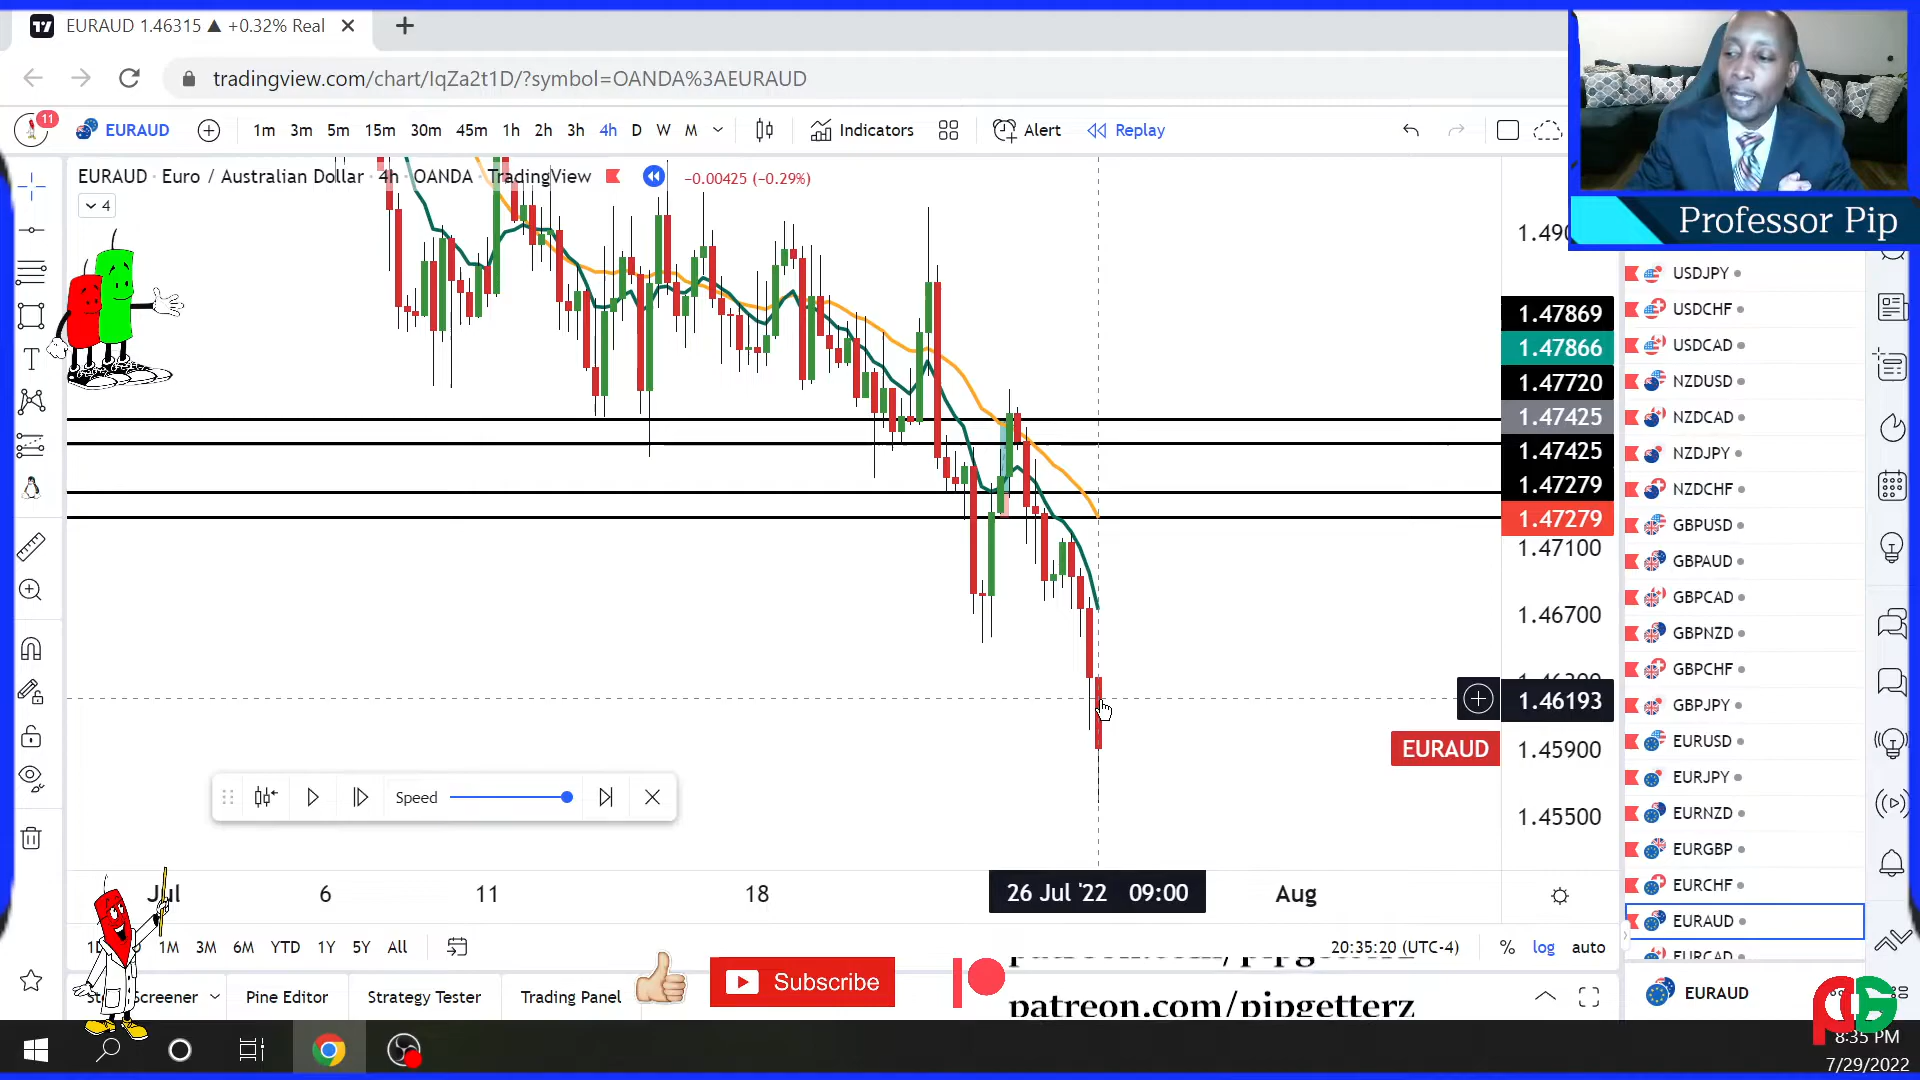 EURAUD 1.46315 ▲ +0.32% Real
tradingview.com/chart/IqZa2t1D/?symbol=OANDA%3AEURAUD
11
EURAUD
1m 3m 5m 15m 30m 45m 1h 2h 3h 4h D W M
Indicators
Alert
Replay
Professor Pip
EURAUD · Euro / Australian Dollar · 4h · OANDA · TradingView
−0.00425 (−0.29%)
4
1.47869
1.47866
1.47720
1.47425
1.47425
1.47279
1.47279
1.47100
1.46700
1.46193
EURAUD
1.45900
1.45500
USDJPY
USDCHF
USDCAD
NZDUSD
NZDCAD
NZDJPY
NZDCHF
GBPUSD
GBPAUD
GBPCAD
GBPNZD
GBPCHF
GBPJPY
EURUSD
EURJPY
EURNZD
EURGBP
EURCHF
EURAUD
EURCAD
EURAUD
Speed
Jul
6
11
18
26 Jul '22 09:00
Aug
1M 3M 6M YTD 1Y 5Y All
20:35:20 (UTC-4)
% log auto
Screener
Pine Editor
Strategy Tester
Trading Panel
Subscribe
patreon.com/pipgetterz
patreon.com/pipgetterz
8:35 PM
7/29/2022